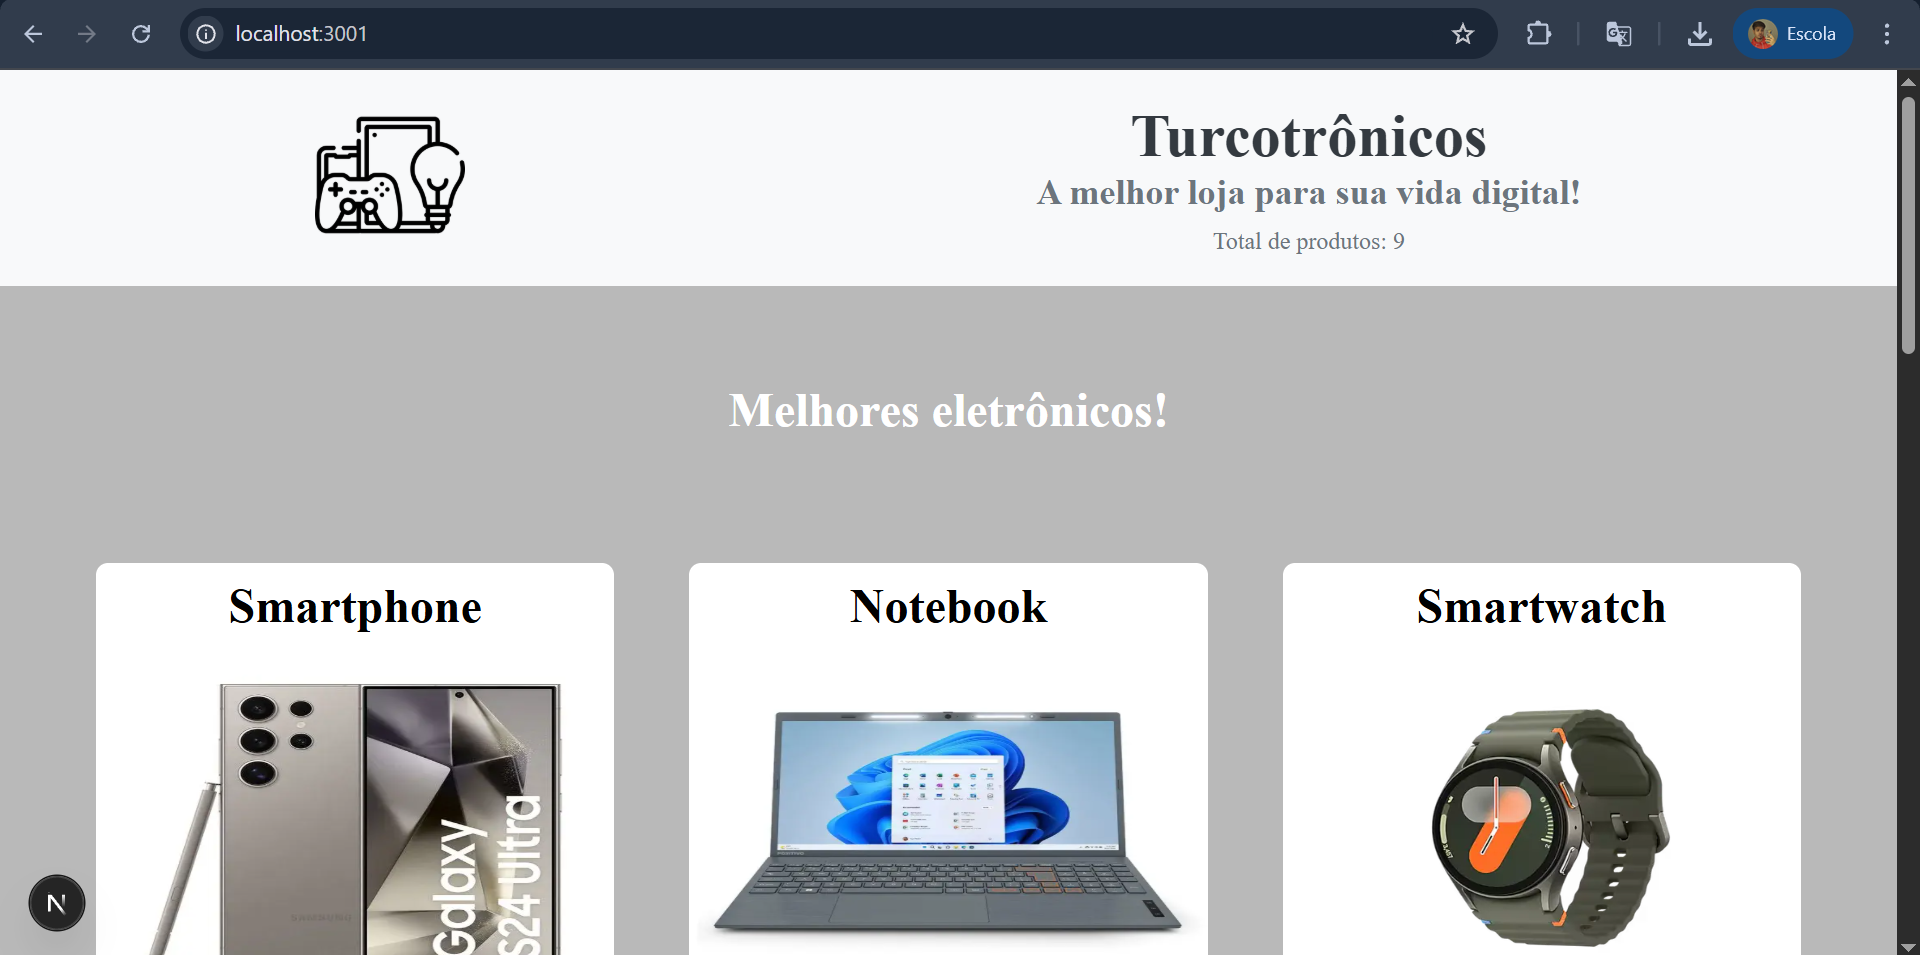 localhost:3001
Escola
Turcotrônicos
A melhor loja para sua vida digital!
Total de produtos: 9
Melhores eletrônicos!
Smartphone
Notebook
Smartwatch
Galaxy
S24 Ultra
SAMSUNG
N